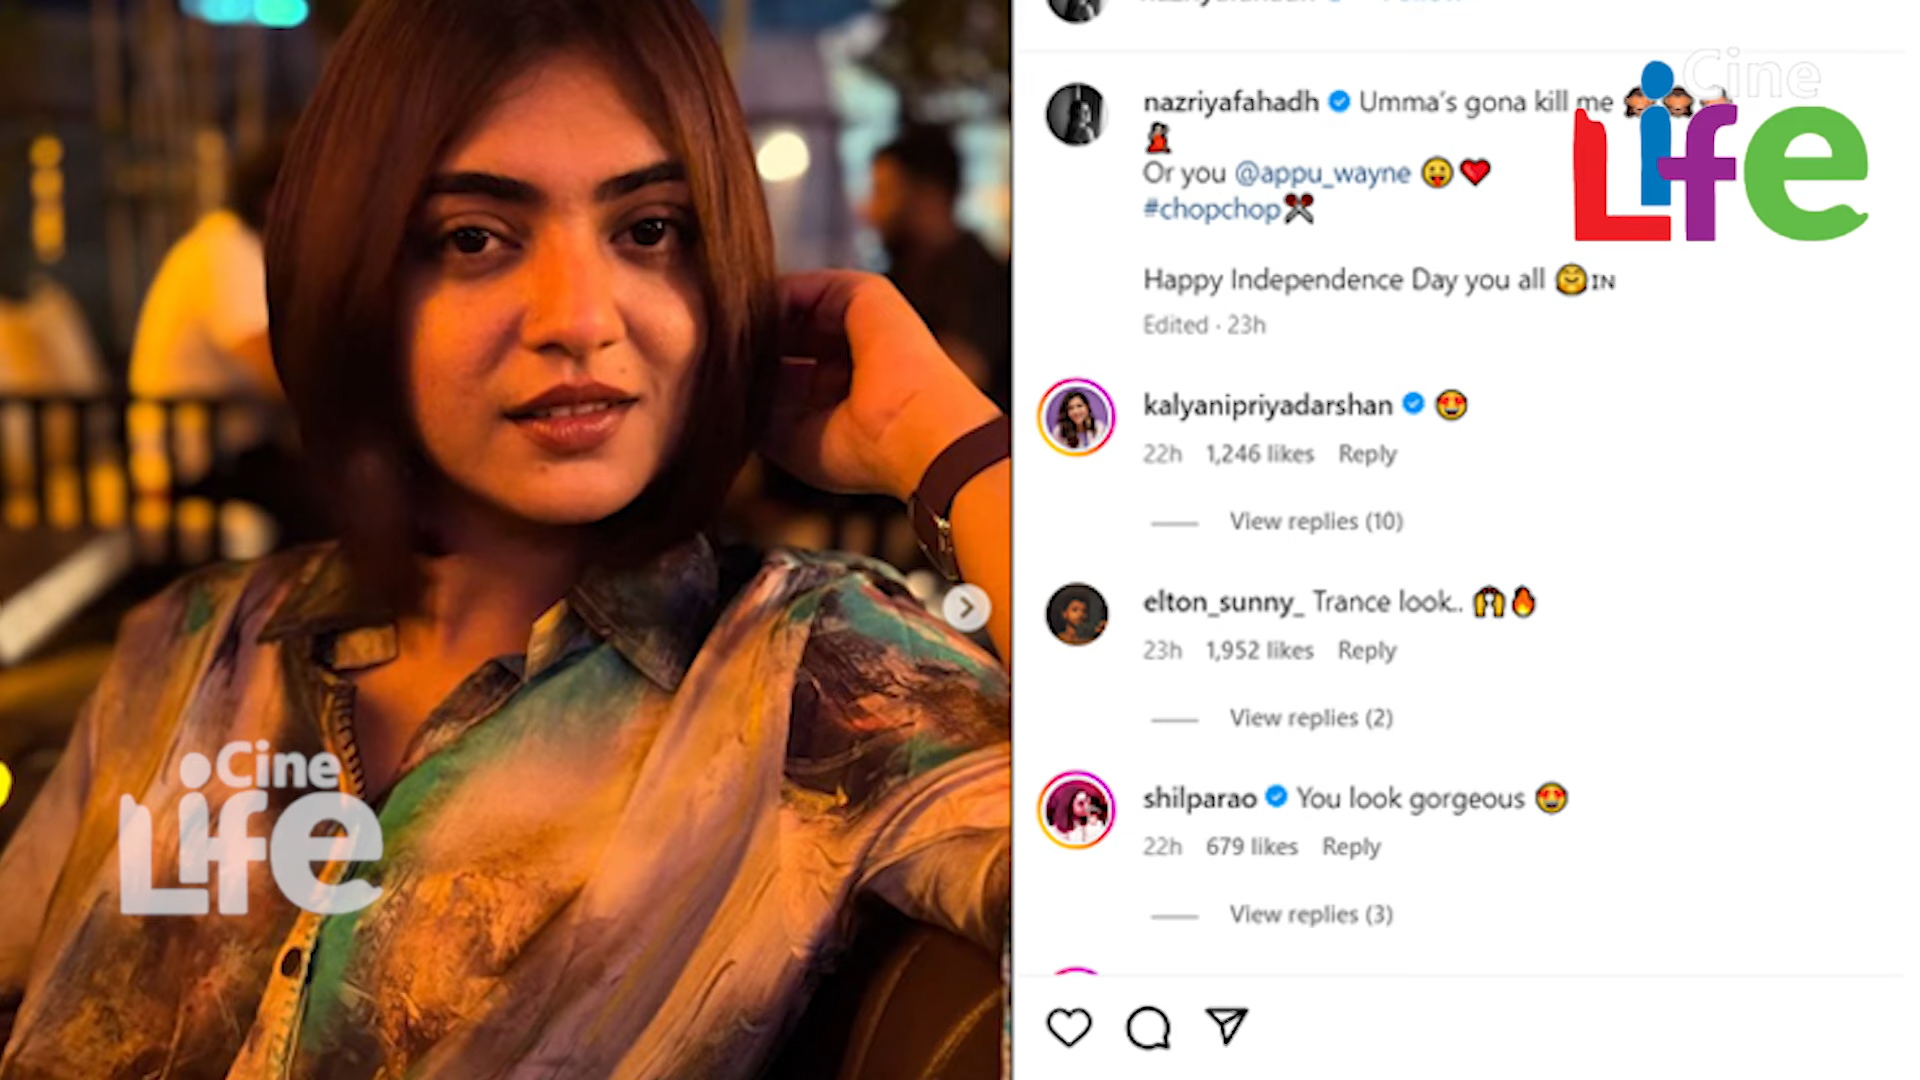 nazriyafahadh Umma's gona kill me
Or you @appu_wayne
#chopchop
Happy Independence Day you all IN
Edited · 23h
kalyanipriyadarshan
22h 1,246 likes Reply
View replies (10)
elton_sunny_ Trance look..
23h 1,952 likes Reply
View replies (2)
shilparao You look gorgeous
22h 679 likes Reply
View replies (3)
Cine
Life
Cine
Life